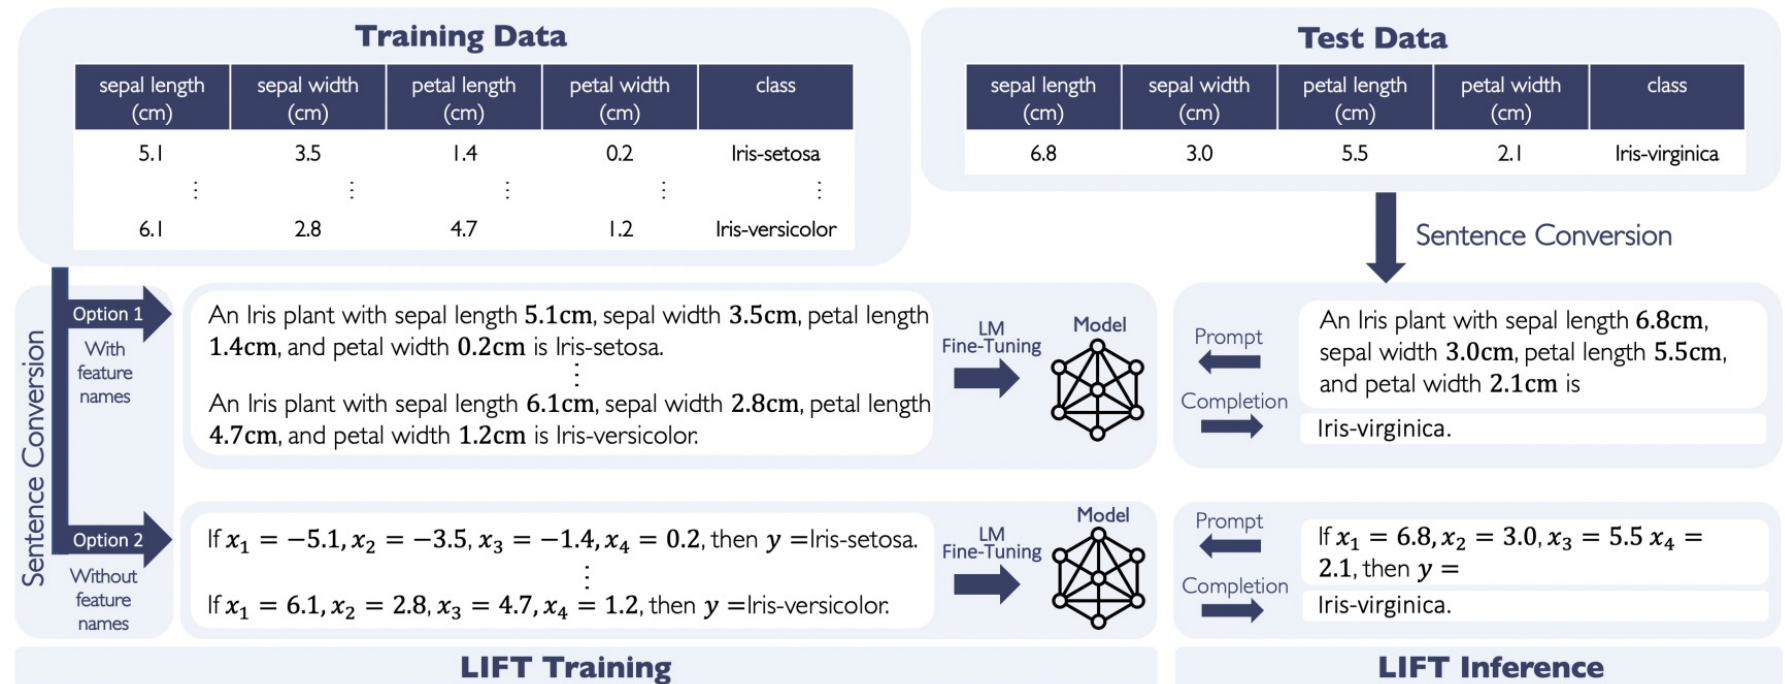 Training Data
sepal length (cm) sepal width (cm) petal length (cm) petal width (cm) class
5.1 3.5 1.4 0.2 Iris-setosa
⋮ ⋮ ⋮ ⋮ ⋮
6.1 2.8 4.7 1.2 Iris-versicolor
Test Data
sepal length (cm) sepal width (cm) petal length (cm) petal width (cm) class
6.8 3.0 5.5 2.1 Iris-virginica
Sentence Conversion
Sentence Conversion
Option 1
With
feature
names
An Iris plant with sepal length 5.1cm, sepal width 3.5cm, petal length
1.4cm, and petal width 0.2cm is Iris-setosa.
⋮
An Iris plant with sepal length 6.1cm, sepal width 2.8cm, petal length
4.7cm, and petal width 1.2cm is Iris-versicolor.
LM
Fine-Tuning
Model
Prompt
Completion
An Iris plant with sepal length 6.8cm,
sepal width 3.0cm, petal length 5.5cm,
and petal width 2.1cm is
Iris-virginica.
Option 2
Without
feature
names
If x₁ = −5.1, x₂ = −3.5, x₃ = −1.4, x₄ = 0.2, then y =Iris-setosa.
⋮
If x₁ = 6.1, x₂ = 2.8, x₃ = 4.7, x₄ = 1.2, then y =Iris-versicolor.
LM
Fine-Tuning
Model
Prompt
Completion
If x₁ = 6.8, x₂ = 3.0, x₃ = 5.5 x₄ =
2.1, then y =
Iris-virginica.
LIFT Training
LIFT Inference